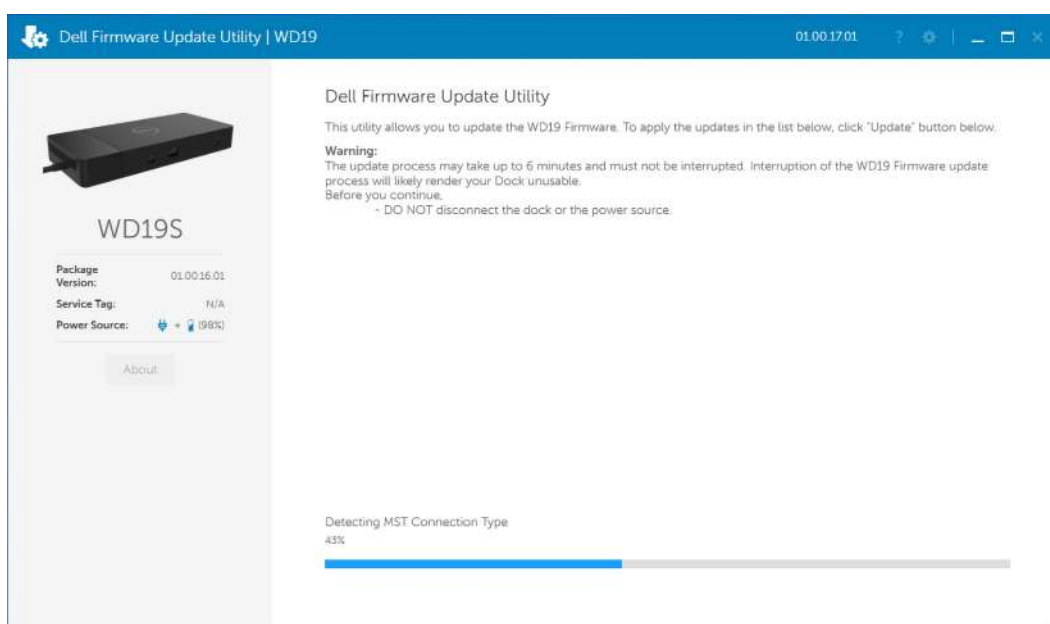 Dell Firmware Update Utility | WD19
01.00.17.01
?
WD19S
Package Version: 01.00.16.01
Service Tag: N/A
Power Source: + (98%)
About
Dell Firmware Update Utility
This utility allows you to update the WD19 Firmware. To apply the updates in the list below, click "Update" button below.
Warning:
The update process may take up to 6 minutes and must not be interrupted. Interruption of the WD19 Firmware update
process will likely render your Dock unusable.
Before you continue,
- DO NOT disconnect the dock or the power source.
Detecting MST Connection Type
43%